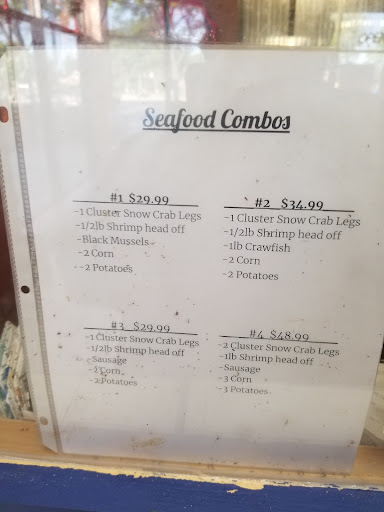 Seafood Combos
#1 $29.99
-1 Cluster Snow Crab Legs
-1/2lb Shrimp head off
-Black Mussels
-2 Corn
-2 Potatoes
#2 $34.99
-1 Cluster Snow Crab Legs
-1/2lb Shrimp head off
-1lb Crawfish
-2 Corn
-2 Potatoes
#3 $29.99
-1 Cluster Snow Crab Legs
-1/2lb Shrimp head off
-Sausage
-2 Corn
-2 Potatoes
#4 $48.99
-2 Cluster Snow Crab Legs
-1lb Shrimp head off
-Sausage
-3 Corn
-3 Potatoes